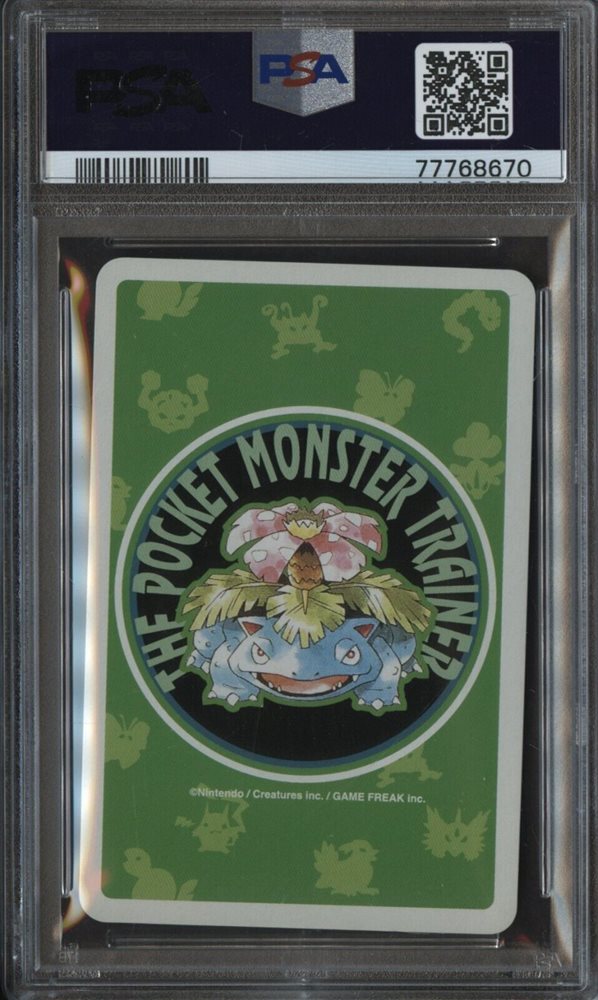 PSA
PSA
77768670
THE POCKET MONSTER TRAINER
©Nintendo / Creatures inc. / GAME FREAK inc.